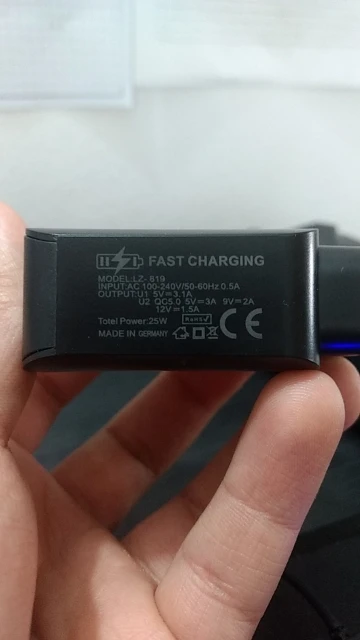 FAST CHARGING
MODEL:LZ-819
INPUT:AC 100-240V/50-60Hz 0.5A
OUTPUT:U1 5V=3.1A
U2 QC5.0 5V=3A 9V=2A
12V=1.5A
Totel Power:25W RoHS
MADE IN GERMANY CE